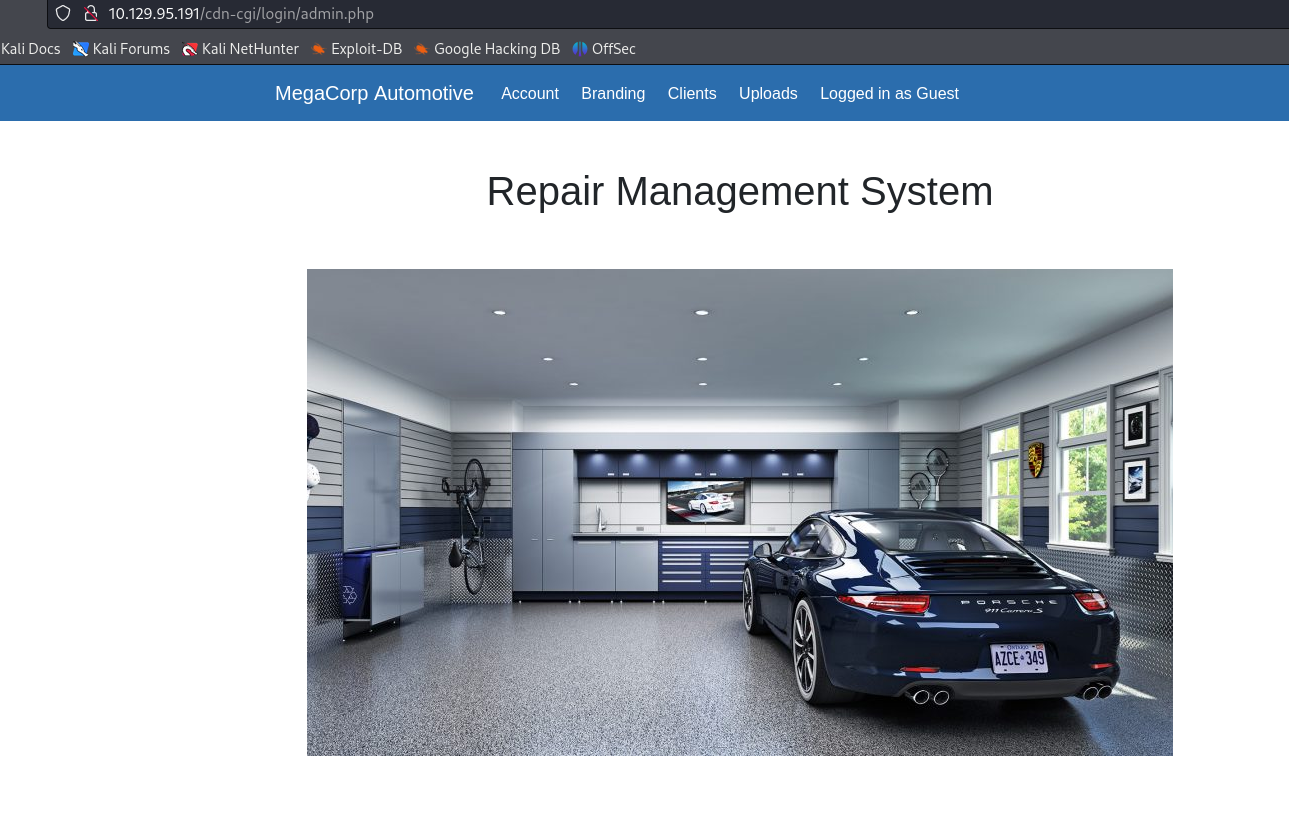 10.129.95.191/cdn-cgi/login/admin.php
Kali Docs Kali Forums Kali NetHunter Exploit-DB Google Hacking DB OffSec
MegaCorp Automotive Account Branding Clients Uploads Logged in as Guest
Repair Management System
PORSCHE
911 Carrera S
ONTARIO
AZCE 349